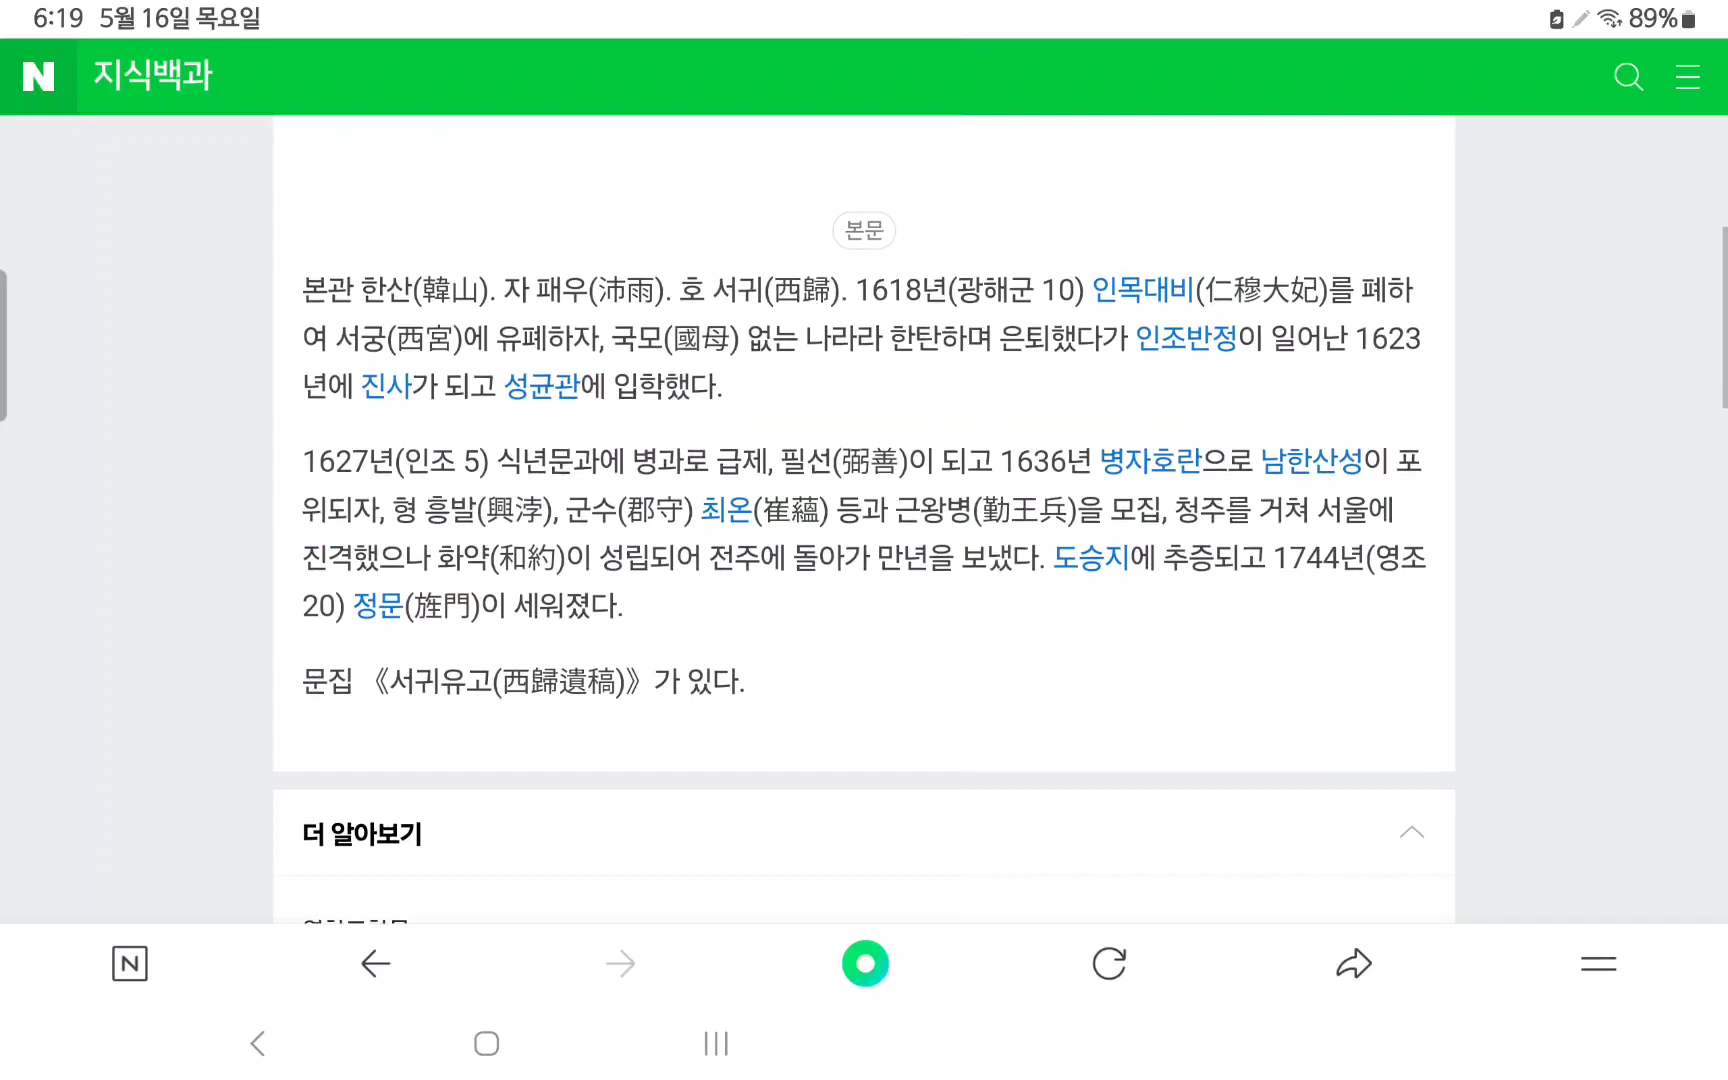 6:19 5월 16일 목요일
89%
N 지식백과
본문
본관 한산(韓山). 자 패우(沛雨). 호 서귀(西歸). 1618년(광해군 10) 인목대비(仁穆大妃)를 폐하
여 서궁(西宮)에 유폐하자, 국모(國母) 없는 나라라 한탄하며 은퇴했다가 인조반정이 일어난 1623
년에 진사가 되고 성균관에 입학했다.
1627년(인조 5) 식년문과에 병과로 급제, 필선(弼善)이 되고 1636년 병자호란으로 남한산성이 포
위되자, 형 흥발(興浡), 군수(郡守) 최온(崔蘊) 등과 근왕병(勤王兵)을 모집, 청주를 거쳐 서울에
진격했으나 화약(和約)이 성립되어 전주에 돌아가 만년을 보냈다. 도승지에 추증되고 1744년(영조
20) 정문(旌門)이 세워졌다.
문집 《서귀유고(西歸遺稿)》가 있다.
더 알아보기
N